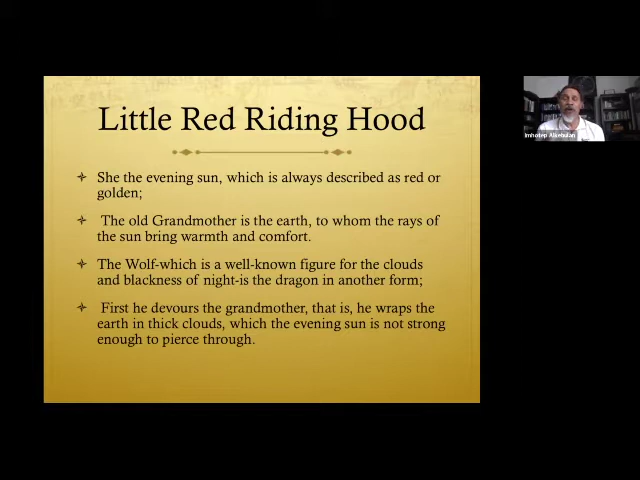 Little Red Riding Hood
She the evening sun, which is always described as red or
golden;
The old Grandmother is the earth, to whom the rays of
the sun bring warmth and comfort.
The Wolf-which is a well-known figure for the clouds
and blackness of night-is the dragon in another form;
First he devours the grandmother, that is, he wraps the
earth in thick clouds, which the evening sun is not strong
enough to pierce through.
Imhotep Alkebulan